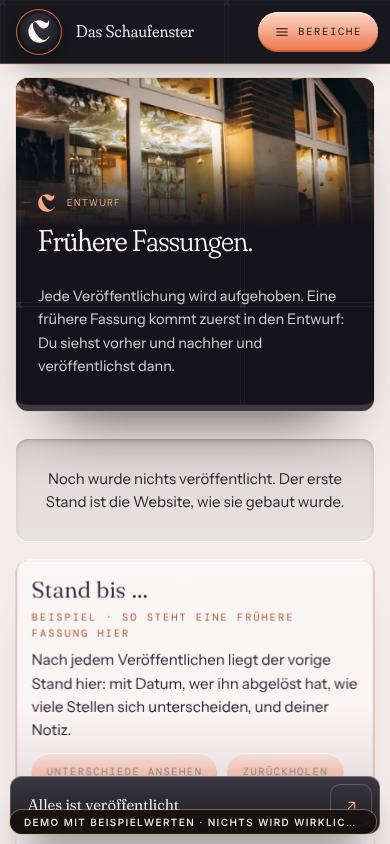 Das Schaufenster
BEREICHE
ENTWURF
Frühere Fassungen.
Jede Veröffentlichung wird aufgehoben. Eine
frühere Fassung kommt zuerst in den Entwurf:
Du siehst vorher und nachher und
veröffentlichst dann.
Noch wurde nichts veröffentlicht. Der erste
Stand ist die Website, wie sie gebaut wurde.
Stand bis …
BEISPIEL · SO STEHT EINE FRÜHERE
FASSUNG HIER
Nach jedem Veröffentlichen liegt der vorige
Stand hier: mit Datum, wer ihn abgelöst hat, wie
viele Stellen sich unterscheiden, und deiner
Notiz.
UNTERSCHIEDE ANSEHEN
ZURÜCKHOLEN
Alles ist veröffentlicht
DEMO MIT BEISPIELWERTEN · NICHTS WIRD WIRKLIC…